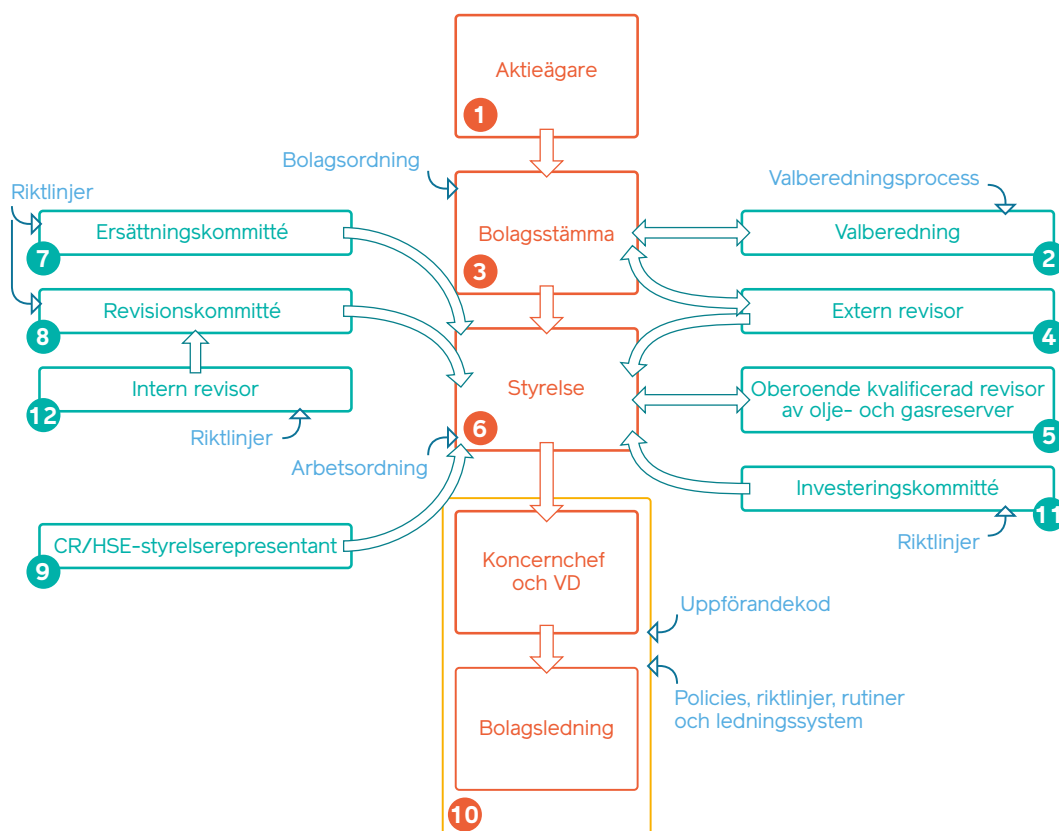 Aktieägare
1
Bolagsordning
Valberedningsprocess
Riktlinjer
Ersättningskommitté
7
Bolagsstämma
3
Valberedning
2
Revisionskommitté
8
Extern revisor
4
Intern revisor
12
Riktlinjer
Styrelse
6
Oberoende kvalificerad revisor
av olje- och gasreserver
5
Arbetsordning
Investeringskommitté
11
Riktlinjer
CR/HSE-styrelserepresentant
9
Koncernchef
och VD
Uppförandekod
Policies, riktlinjer, rutiner
och ledningssystem
Bolagsledning
10